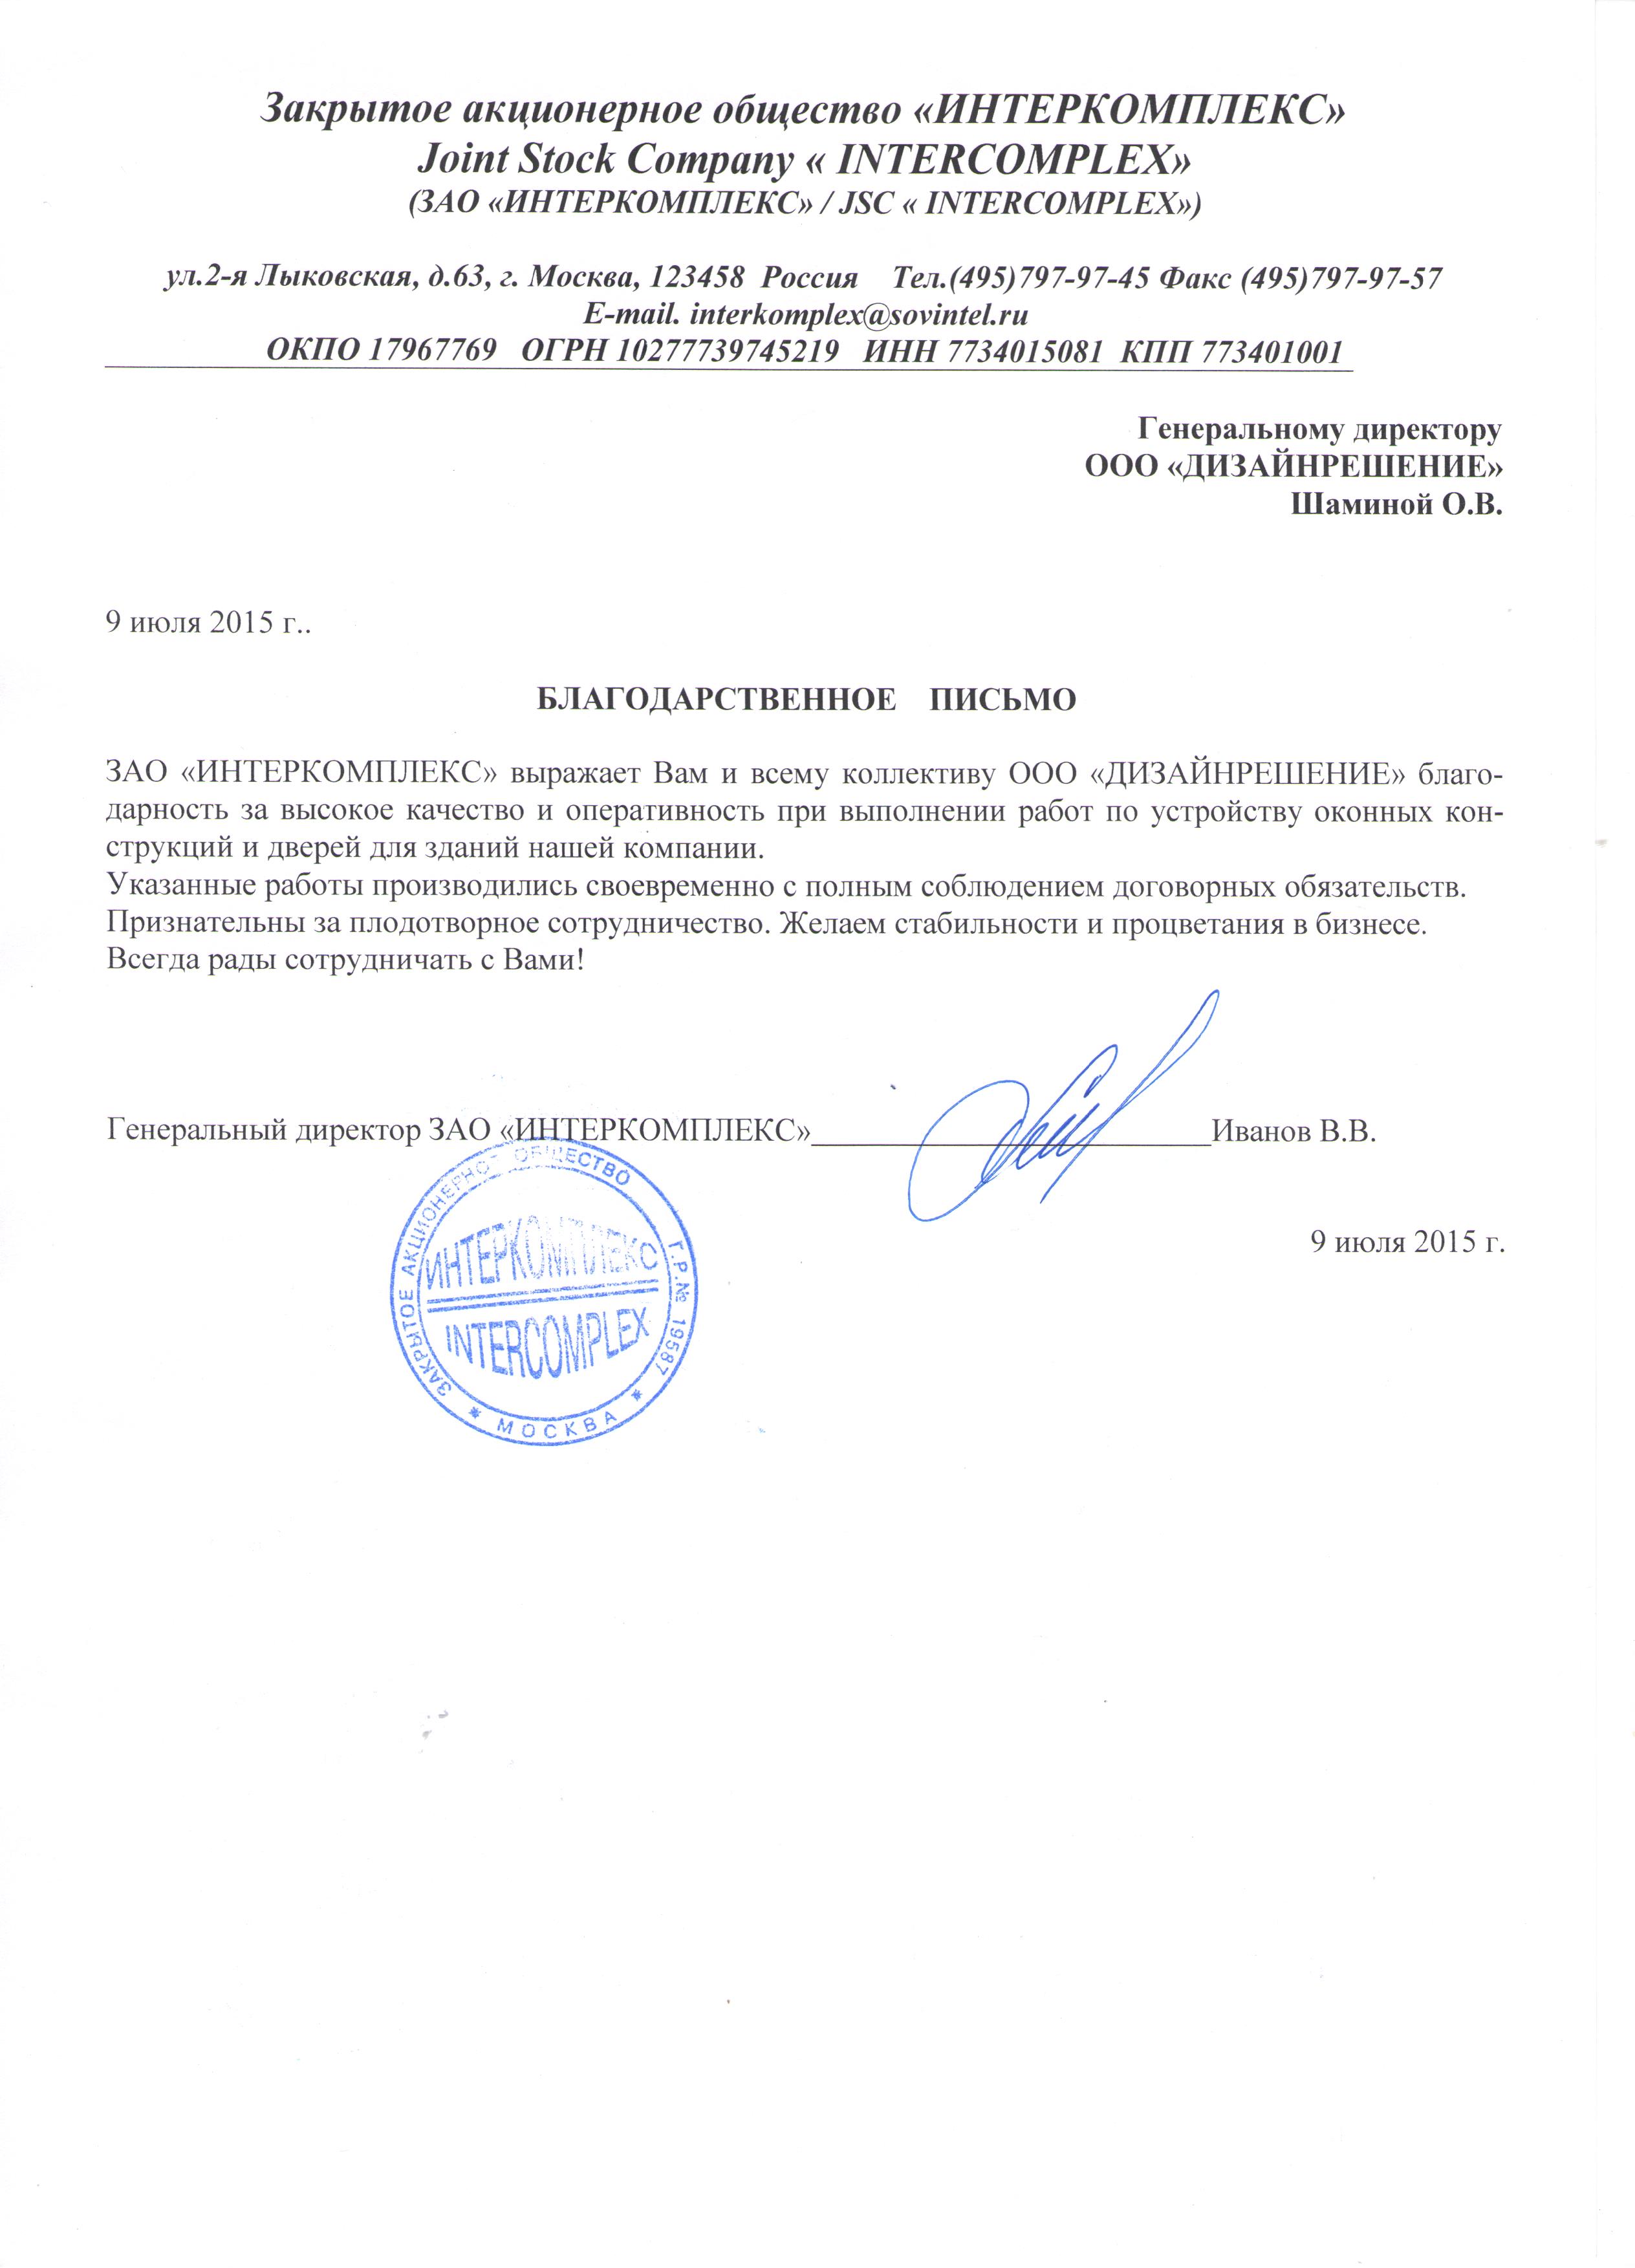 Закрытое акционерное общество «ИНТЕРКОМПЛЕКС»
Joint Stock Company « INTERCOMPLEX»
(ЗАО «ИНТЕРКОМПЛЕКС» / JSC « INTERCOMPLEX»)
ул.2-я Лыковская, д.63, г. Москва, 123458 Россия Тел.(495)797-97-45 Факс (495)797-97-57
E-mail. interkomplex@sovintel.ru
ОКПО 17967769 ОГРН 10277739745219 ИНН 7734015081 КПП 773401001
Генеральному директору
ООО «ДИЗАЙНРЕШЕНИЕ»
Шаминой О.В.
9 июля 2015 г..
БЛАГОДАРСТВЕННОЕ ПИСЬМО
ЗАО «ИНТЕРКОМПЛЕКС» выражает Вам и всему коллективу ООО «ДИЗАЙНРЕШЕНИЕ» благо-
дарность за высокое качество и оперативность при выполнении работ по устройству оконных кон-
струкций и дверей для зданий нашей компании.
Указанные работы производились своевременно с полным соблюдением договорных обязательств.
Признательны за плодотворное сотрудничество. Желаем стабильности и процветания в бизнесе.
Всегда рады сотрудничать с Вами!
Генеральный директор ЗАО «ИНТЕРКОМПЛЕКС»_________________________Иванов В.В.
9 июля 2015 г.
ЗАКРЫТОЕ АКЦИОНЕРНОЕ ОБЩЕСТВО Г.Р.№ 19587
ИНТЕРКОМПЛЕКС
INTERCOMPLEX
* МОСКВА *